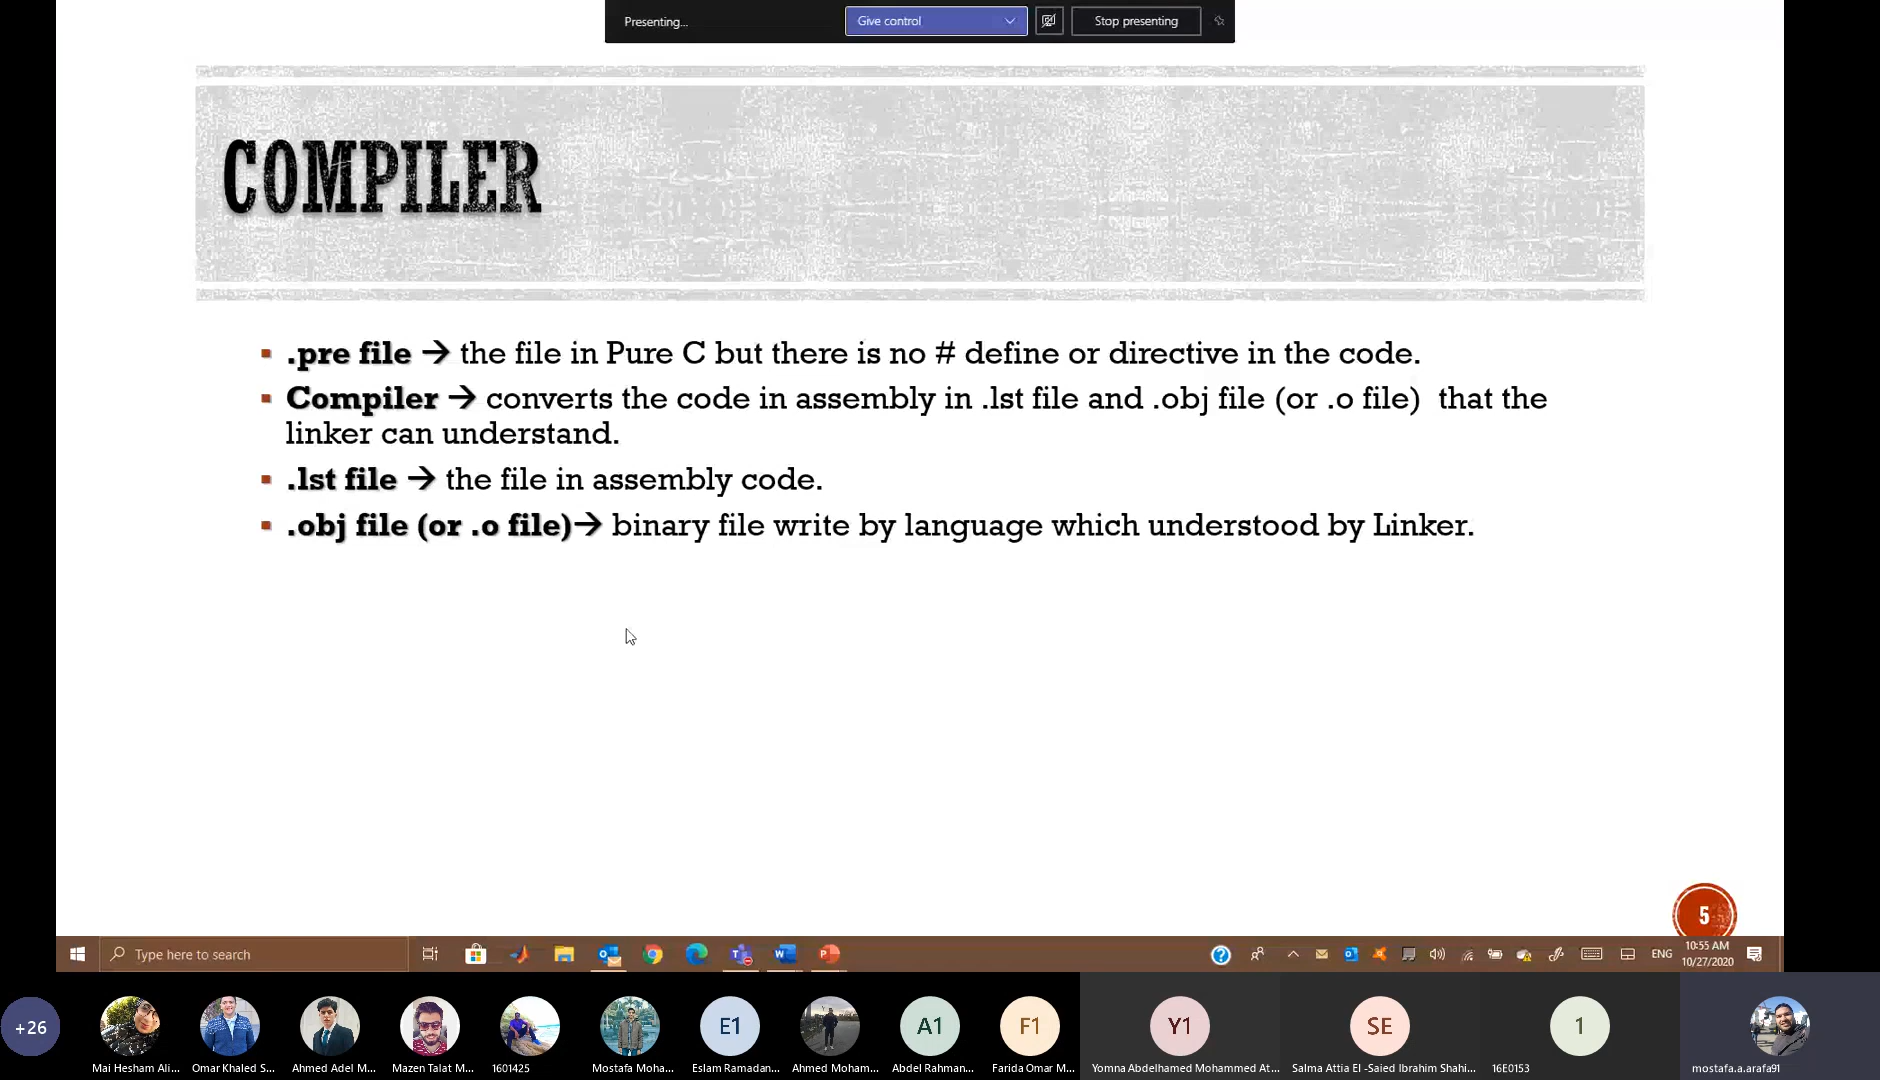 Presenting...
Give control
Stop presenting
COMPILER
▪ .pre file → the file in Pure C but there is no # define or directive in the code.
▪ Compiler → converts the code in assembly in .lst file and .obj file (or .o file) that the
linker can understand.
▪ .lst file → the file in assembly code.
▪ .obj file (or .o file)→ binary file write by language which understood by Linker.
5
Type here to search
ENG
10:55 AM
10/27/2020
+26
E1
A1
F1
Y1
SE
1
Mai Hesham Ali...
Omar Khaled S...
Ahmed Adel M...
Mazen Talat M...
1601425
Mostafa Moha...
Eslam Ramadan...
Ahmed Moham...
Abdel Rahman...
Farida Omar M...
Yomna Abdelhamed Mohammed At...
Salma Attia El -Saied Ibrahim Shahi...
16E0153
mostafa.a.arafa91